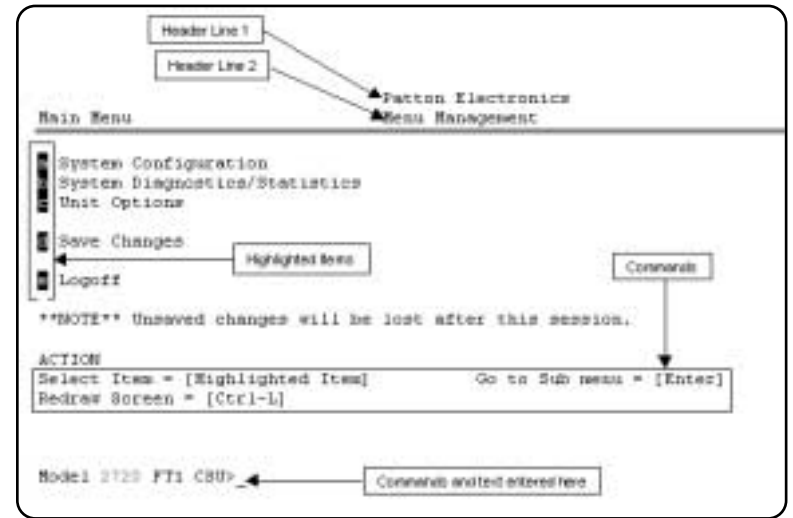 Header Line 1
Header Line 2
Patton Electronics
Main Menu Menu Management
System Configuration
System Diagnostics/Statistics
Unit Options
Save Changes
Highlighted Items
Commands
Logoff
**NOTE** Unsaved changes will be lost after this session.
ACTION
Select Item = [Highlighted Item] Go to Sub menu = [Enter]
Redraw Screen = [Ctrl-L]
Model 2720 FT1 CSU>_
Commands and text entered here